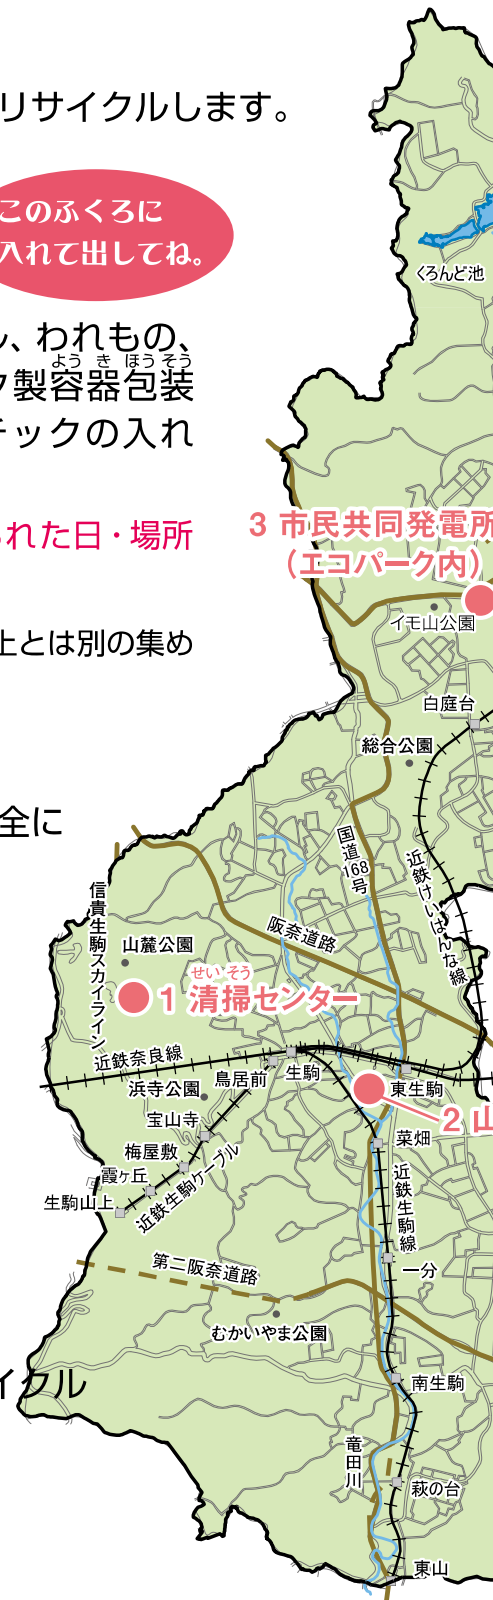 リサイクルします。
このふくろに
入れて出してね。
、われもの、
製容器包装
よう き ほう そう
チックの入れ
れた日・場所
上とは別の集め
全に
イクル
くろんど池
3 市民共同発電所
（エコパーク内）
イモ山公園
白庭台
総合公園
国道168号
近鉄けいはんな線
信貴生駒スカイライン
山麓公園
阪奈道路
せい そう
1 清掃センター
近鉄奈良線
鳥居前
生駒
東生駒
浜寺公園
2 山
宝山寺
菜畑
梅屋敷
霞ヶ丘
近鉄生駒ケーブル
近鉄生駒線
生駒山上
第二阪奈道路
一分
むかいやま公園
南生駒
竜田川
萩の台
東山